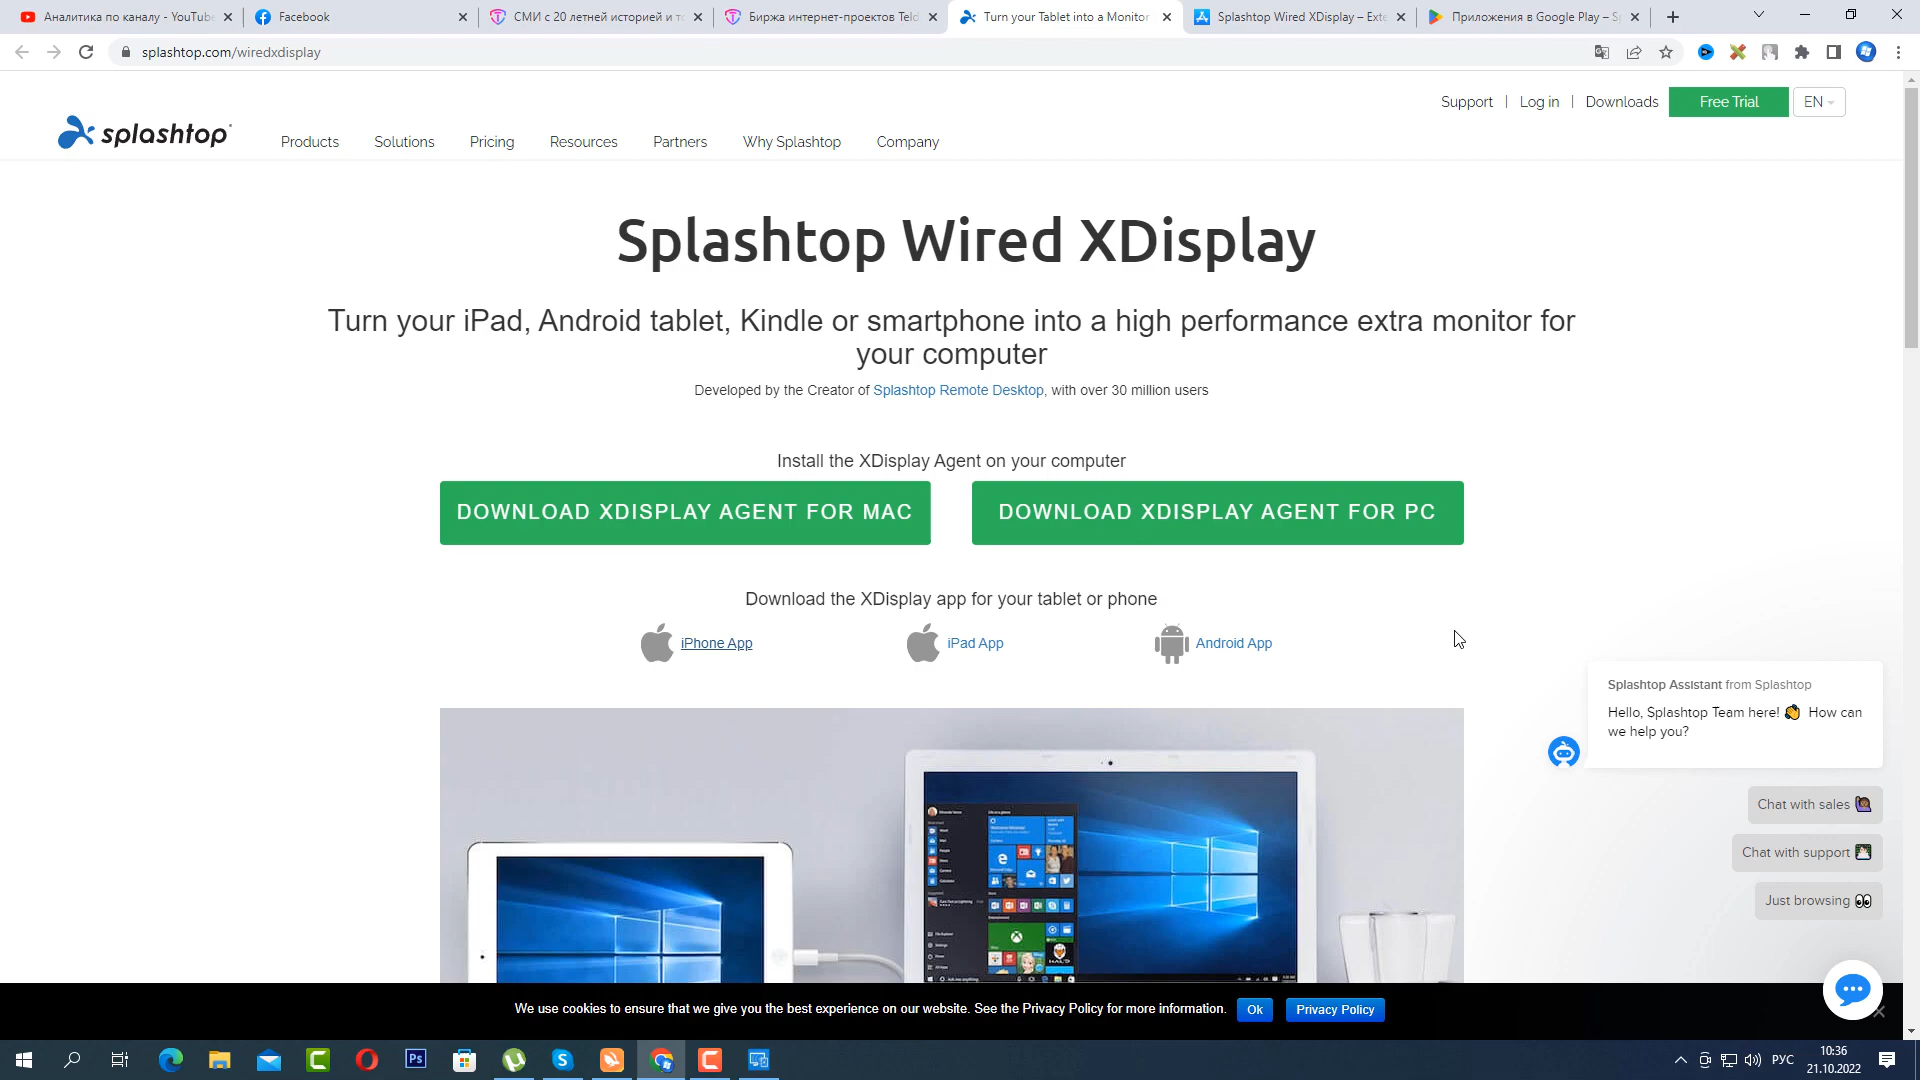 Аналитика по каналу - YouTube
Facebook
СМИ с 20 летней историей и то
Биржа интернет-проектов Teld
Turn your Tablet into a Monitor
Splashtop Wired XDisplay – Exte
Приложения в Google Play – S
splashtop.com/wiredxdisplay
Support | Log in | Downloads Free Trial EN
splashtop
Products Solutions Pricing Resources Partners Why Splashtop Company
Splashtop Wired XDisplay
Turn your iPad, Android tablet, Kindle or smartphone into a high performance extra monitor for
your computer
Developed by the Creator of Splashtop Remote Desktop, with over 30 million users
Install the XDisplay Agent on your computer
DOWNLOAD XDISPLAY AGENT FOR MAC
DOWNLOAD XDISPLAY AGENT FOR PC
Download the XDisplay app for your tablet or phone
iPhone App
iPad App
Android App
Splashtop Assistant from Splashtop
Hello, Splashtop Team here! 👏 How can
we help you?
Chat with sales
Chat with support
Just browsing 👀
We use cookies to ensure that we give you the best experience on our website. See the Privacy Policy for more information.
Ok
Privacy Policy
Ps
РУС
10:36
21.10.2022